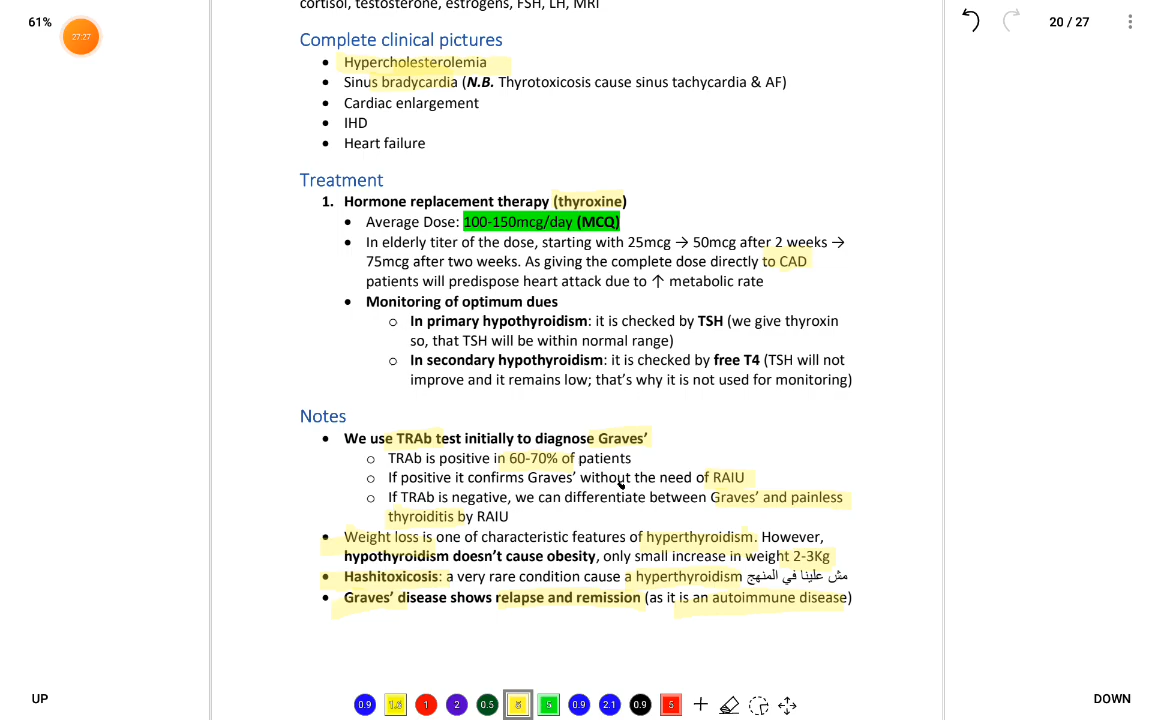 61%
27:27
20 / 27
cortisol, testosterone, estrogens, FSH, LH, MRI
Complete clinical pictures
• Hypercholesterolemia
• Sinus bradycardia (N.B. Thyrotoxicosis cause sinus tachycardia & AF)
• Cardiac enlargement
• IHD
• Heart failure
Treatment
1. Hormone replacement therapy (thyroxine)
• Average Dose: 100-150mcg/day (MCQ)
• In elderly titer of the dose, starting with 25mcg → 50mcg after 2 weeks →
75mcg after two weeks. As giving the complete dose directly to CAD
patients will predispose heart attack due to ↑ metabolic rate
• Monitoring of optimum dues
o In primary hypothyroidism: it is checked by TSH (we give thyroxin
so, that TSH will be within normal range)
o In secondary hypothyroidism: it is checked by free T4 (TSH will not
improve and it remains low; that's why it is not used for monitoring)
Notes
• We use TRAb test initially to diagnose Graves'
o TRAb is positive in 60-70% of patients
o If positive it confirms Graves' without the need of RAIU
o If TRAb is negative, we can differentiate between Graves' and painless
thyroiditis by RAIU
• Weight loss is one of characteristic features of hyperthyroidism. However,
hypothyroidism doesn't cause obesity, only small increase in weight 2-3Kg
• Hashitoxicosis: a very rare condition cause a hyperthyroidism مش علينا في المنهج
• Graves' disease shows relapse and remission (as it is an autoimmune disease)
UP
0.9 1.6 1 2 0.5 5 5 0.9 2.1 0.9 5
DOWN